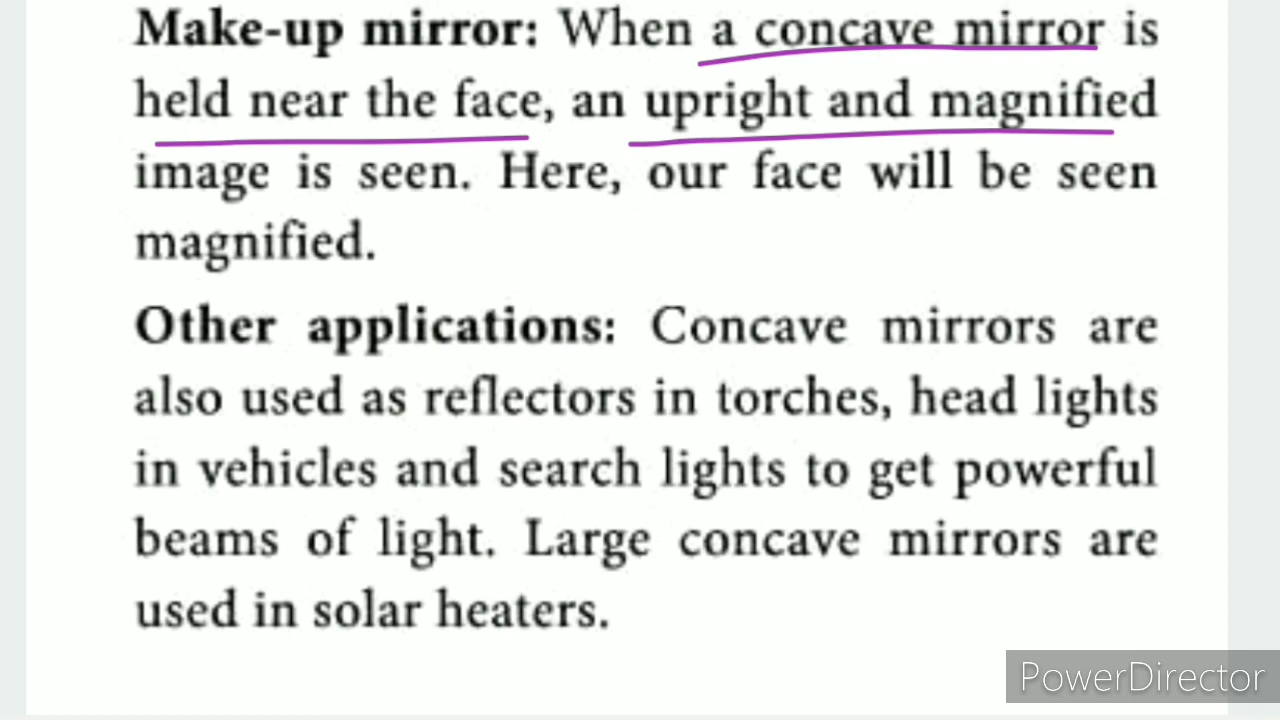 Make-up mirror: When a concave mirror is
held near the face, an upright and magnified
image is seen. Here, our face will be seen
magnified.
Other applications: Concave mirrors are
also used as reflectors in torches, head lights
in vehicles and search lights to get powerful
beams of light. Large concave mirrors are
used in solar heaters.
PowerDirector